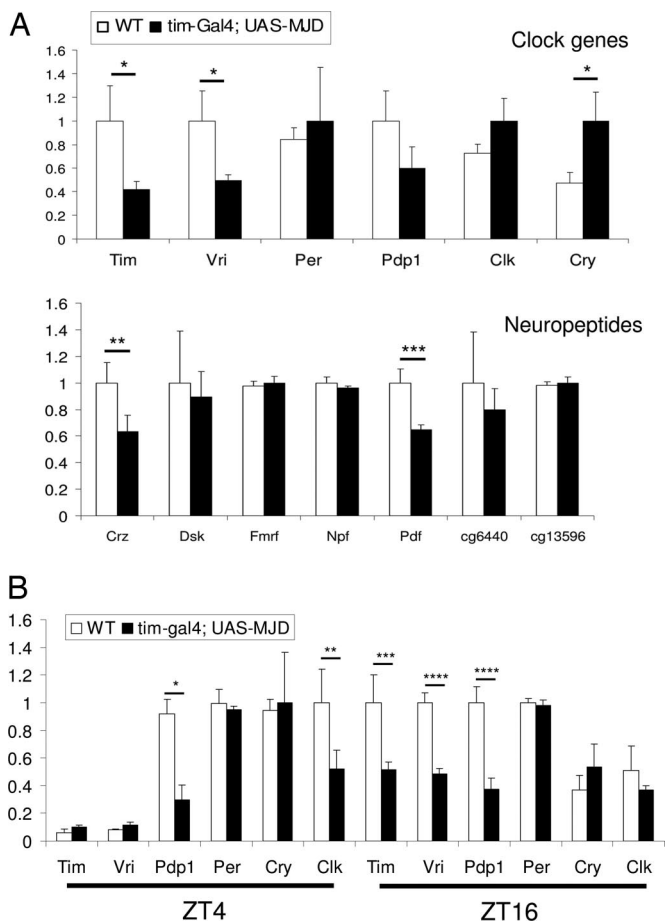 A
WT tim-Gal4; UAS-MJD
Clock genes
1.6
1.4
1.2
1
0.8
0.6
0.4
0.2
0
* * *
Tim Vri Per Pdp1 Clk Cry
Neuropeptides
1.6
1.4
1.2
1
0.8
0.6
0.4
0.2
0
** ***
Crz Dsk Fmrf Npf Pdf cg6440 cg13596
B
WT tim-gal4; UAS-MJD
1.6
1.4
1.2
1
0.8
0.6
0.4
0.2
0
* ** *** **** ****
Tim Vri Pdp1 Per Cry Clk Tim Vri Pdp1 Per Cry Clk
ZT4 ZT16